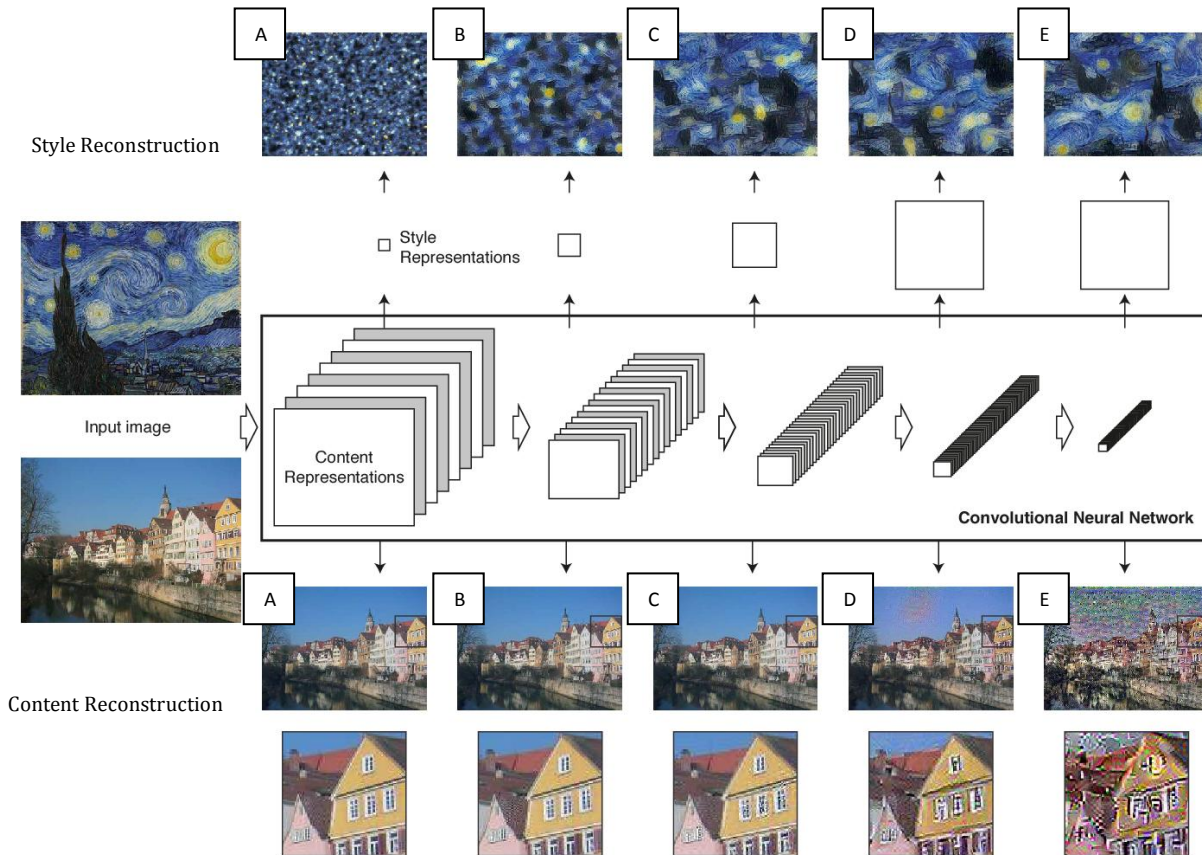 A
B
C
D
E
Style Reconstruction
Style
Representations
Input image
Content
Representations
Convolutional Neural Network
A
B
C
D
E
Content Reconstruction